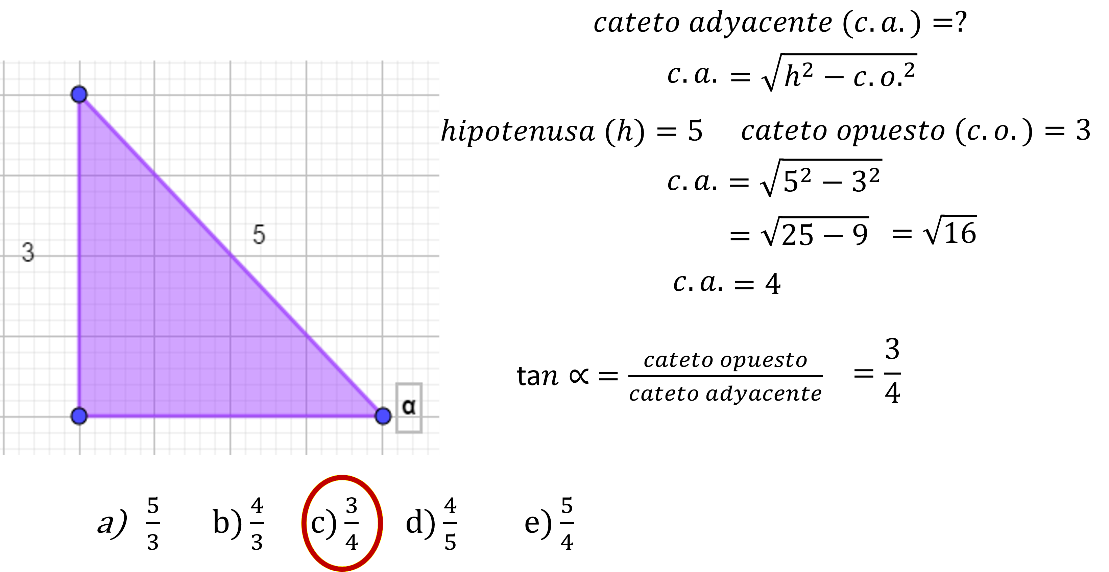 cateto adyacente (c.a.) =?
c.a. = √(h² − c.o.²)
hipotenusa (h) = 5 cateto opuesto (c.o.) = 3
c.a. = √(5² − 3²)
= √(25 − 9) = √16
c.a. = 4
3
5
α
tan ∝ = cateto opuesto / cateto adyacente = 3/4
a) 5/3 b) 4/3 c) 3/4 d) 4/5 e) 5/4